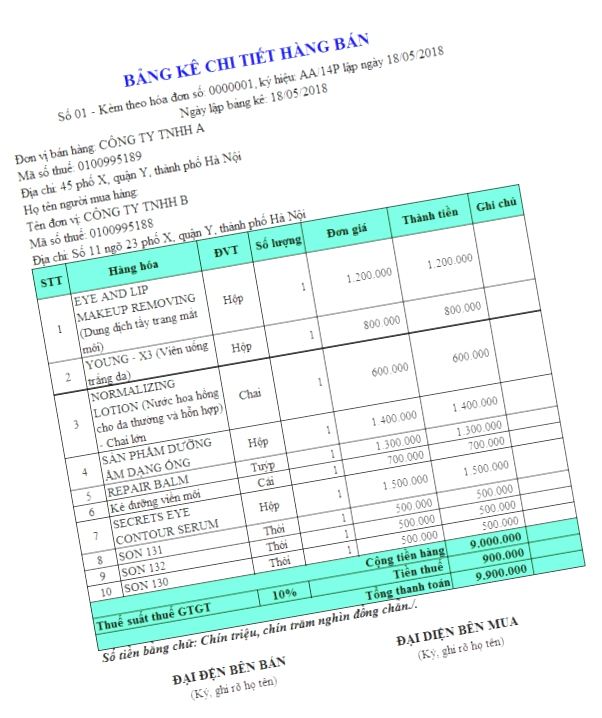 BẢNG KÊ CHI TIẾT HÀNG BÁN
Số 01 - Kèm theo hóa đơn số: 0000001, ký hiệu: AA/14P lập ngày 18/05/2018
Ngày lập bảng kê: 18/05/2018
Đơn vị bán hàng: CÔNG TY TNHH A
Mã số thuế: 0100995189
Địa chỉ: 45 phố X, quận Y, thành phố Hà Nội
Họ tên người mua hàng:
Tên đơn vị: CÔNG TY TNHH B
Mã số thuế: 0100995188
Địa chỉ: Số 11 ngõ 23 phố X, quận Y, thành phố Hà Nội
STT Hàng hóa ĐVT Số lượng Đơn giá Thành tiền Ghi chú
1 EYE AND LIP MAKEUP REMOVING (Dung dịch tẩy trang mắt môi) Hộp 1 1.200.000 1.200.000
2 YOUNG - X3 (Viên uống trắng da) Hộp 1 800.000 800.000
3 NORMALIZING LOTION (Nước hoa hồng cho da thường và hỗn hợp) - Chai lớn Chai 1 600.000 600.000
4 SẢN PHẨM DƯỠNG ẨM DẠNG ỐNG Hộp 1 1.400.000 1.400.000
5 REPAIR BALM Tuýp 1 1.300.000 1.300.000
6 Kẻ đường viền môi Cái 1 700.000 700.000
7 SECRETS EYE CONTOUR SERUM Hộp 1 1.500.000 1.500.000
8 SON 131 Thỏi 1 500.000 500.000
9 SON 132 Thỏi 1 500.000 500.000
10 SON 130 Thỏi 1 500.000 500.000
Cộng tiền hàng 9.000.000
Thuế suất thuế GTGT 10% Tiền thuế 900.000
Tổng thanh toán 9.900.000
Số tiền bằng chữ: Chín triệu, chín trăm nghìn đồng chẵn./.
ĐẠI ĐỆN BÊN BÁN
(Ký, ghi rõ họ tên)
ĐẠI DIỆN BÊN MUA
(Ký, ghi rõ họ tên)